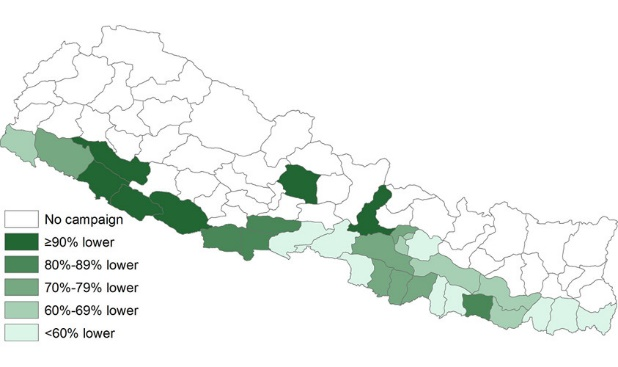 No campaign
≥90% lower
80%-89% lower
70%-79% lower
60%-69% lower
<60% lower